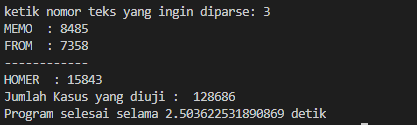 ketik nomor teks yang ingin diparse: 3
MEMO  : 8485
FROM  : 7358
------------
HOMER  : 15843
Jumlah Kasus yang diuji :  128686
Program selesai selama 2.503622531890869 detik